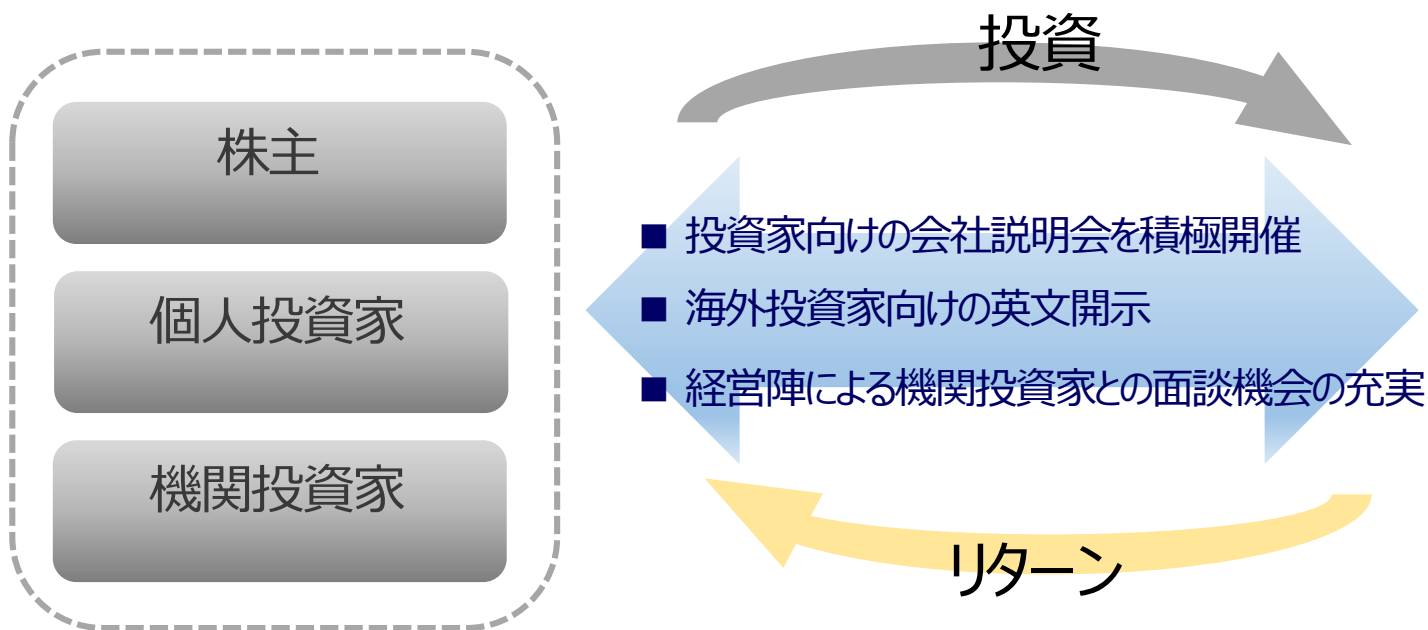 株主
個人投資家
機関投資家
投資
■ 投資家向けの会社説明会を積極開催
■ 海外投資家向けの英文開示
■ 経営陣による機関投資家との面談機会の充実
リターン